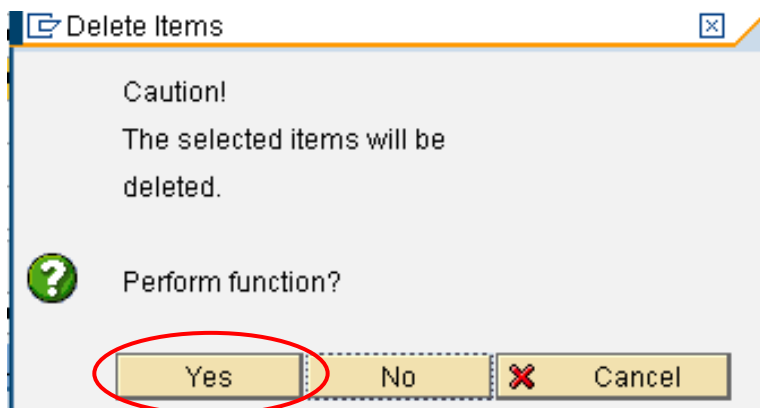 Delete Items
Caution!
The selected items will be
deleted.
Perform function?
Yes No Cancel